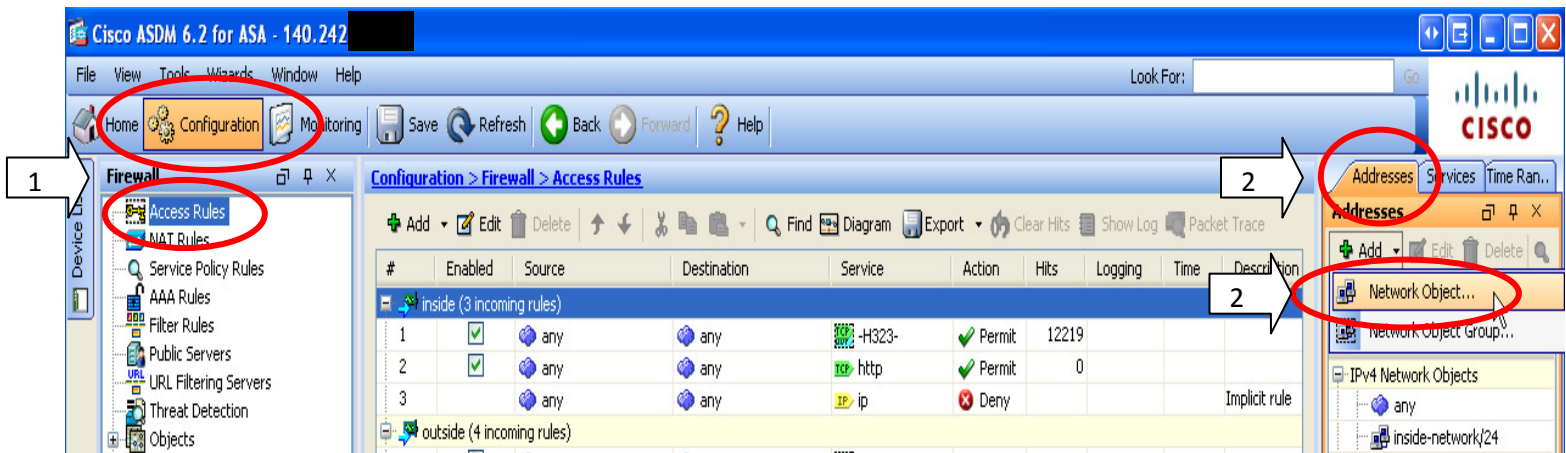 Cisco ASDM 6.2 for ASA - 140.242
File View Tools Wizards Window Help
Look For: Go
Home Configuration Monitoring Save Refresh Back Forward Help
CISCO
1
2
Device Li
Firewall
Configuration > Firewall > Access Rules
Addresses Services Time Ran..
Access Rules
NAT Rules
Service Policy Rules
AAA Rules
Filter Rules
Public Servers
URL Filtering Servers
Threat Detection
Objects
Add Edit Delete Find Diagram Export Clear Hits Show Log Packet Trace
# Enabled Source Destination Service Action Hits Logging Time Description
inside (3 incoming rules)
1 any any TCP UDP -H323- Permit 12219
2 any any TCP http Permit 0
3 any any IP ip Deny Implicit rule
outside (4 incoming rules)
Addresses
Add Edit Delete
2
Network Object...
Network Object Group...
IPv4 Network Objects
any
inside-network/24